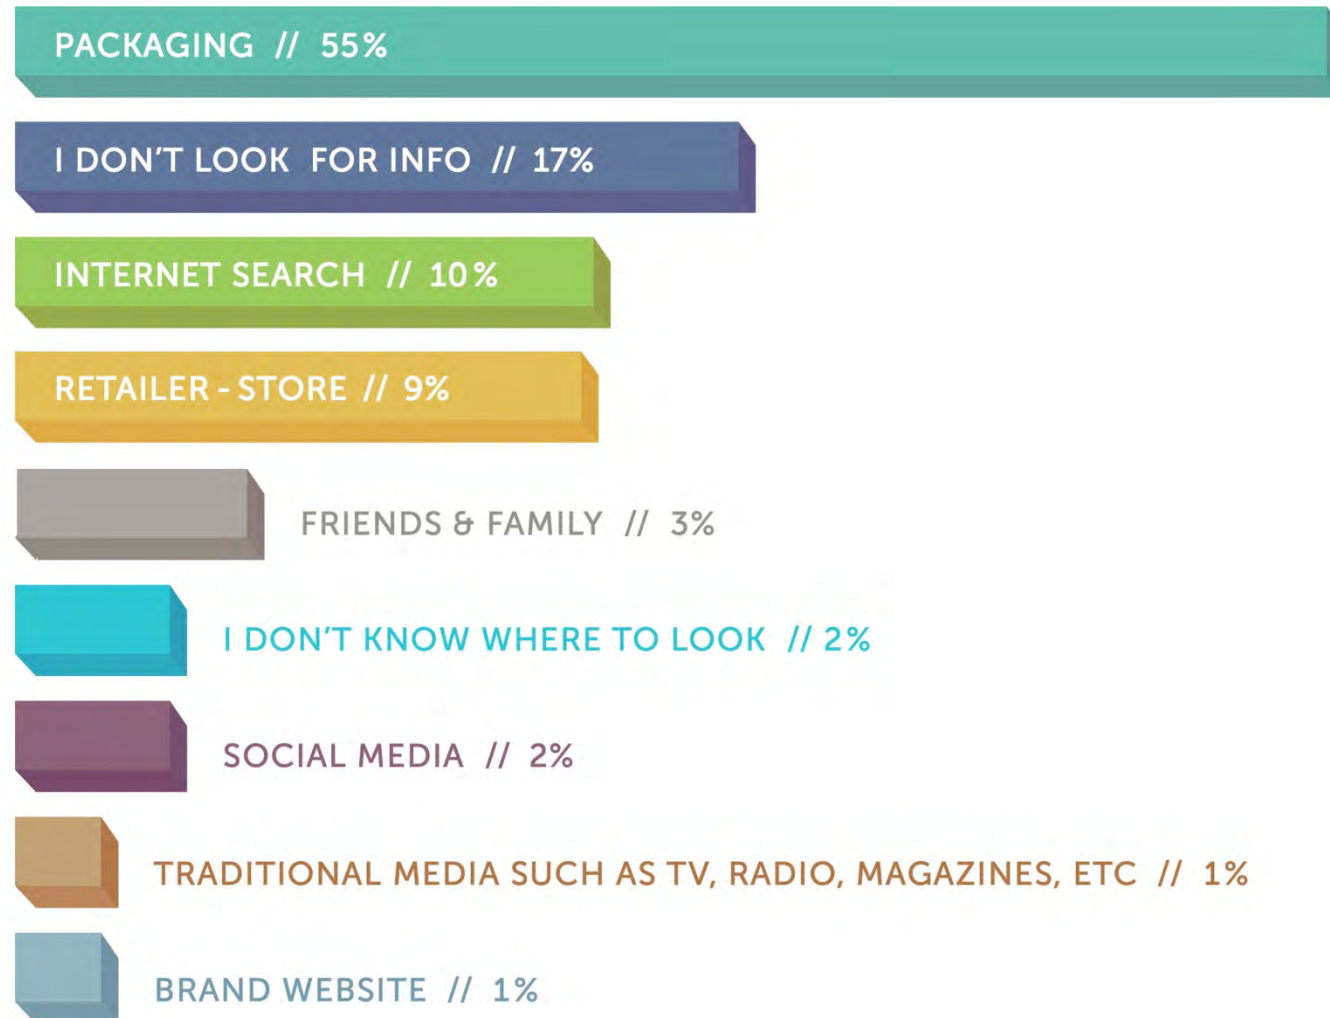 PACKAGING // 55%
I DON'T LOOK FOR INFO // 17%
INTERNET SEARCH // 10%
RETAILER - STORE // 9%
FRIENDS & FAMILY // 3%
I DON'T KNOW WHERE TO LOOK // 2%
SOCIAL MEDIA // 2%
TRADITIONAL MEDIA SUCH AS TV, RADIO, MAGAZINES, ETC // 1%
BRAND WEBSITE // 1%